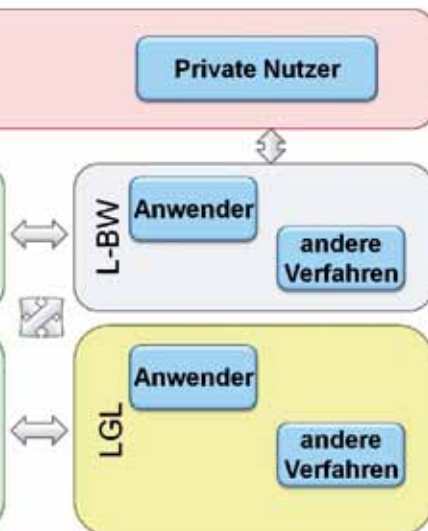 Private Nutzer
L-BW
Anwender
andere
Verfahren
LGL
Anwender
andere
Verfahren